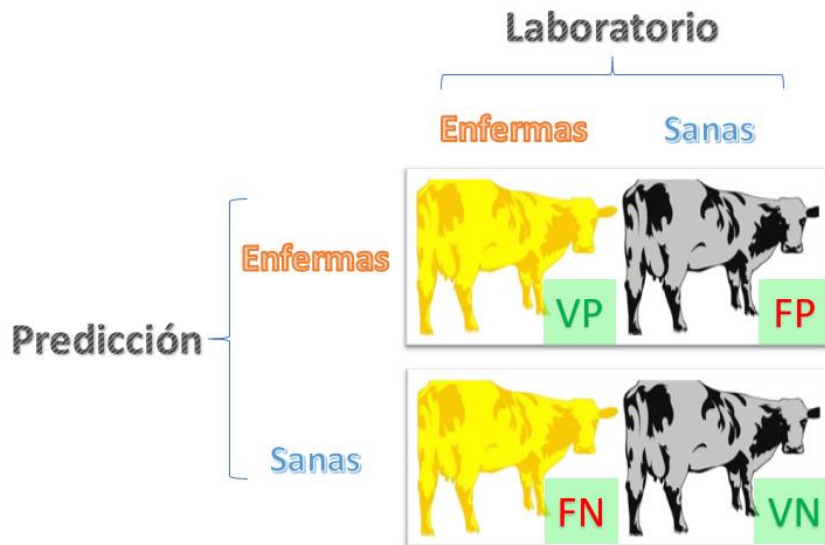 Laboratorio
Enfermas Sanas
Enfermas
VP FP
Predicción
Sanas
FN VN